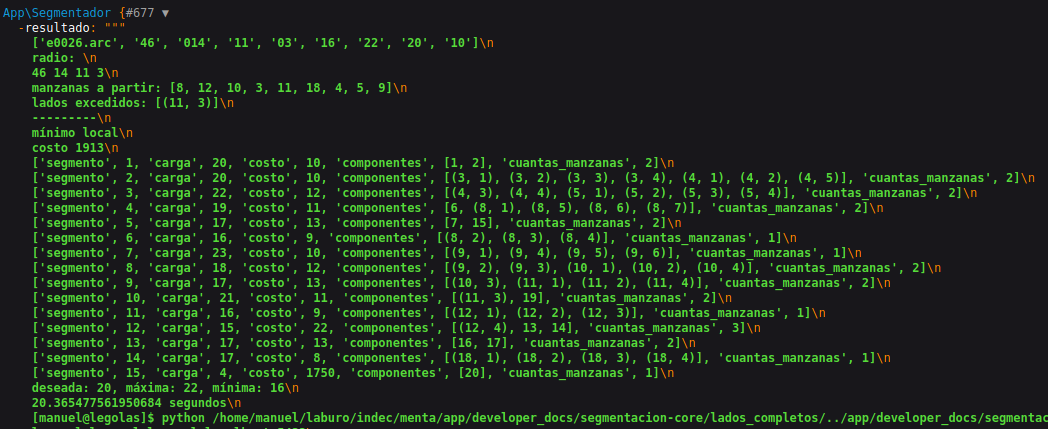 App\Segmentador {#677 ▼
-resultado: """
['e0026.arc', '46', '014', '11', '03', '16', '22', '20', '10']\n
radio: \n
46 14 11 3\n
manzanas a partir: [8, 12, 10, 3, 11, 18, 4, 5, 9]\n
lados excedidos: [(11, 3)]\n
---------\n
mínimo local\n
costo 1913\n
['segmento', 1, 'carga', 20, 'costo', 10, 'componentes', [1, 2], 'cuantas_manzanas', 2]\n
['segmento', 2, 'carga', 20, 'costo', 10, 'componentes', [(3, 1), (3, 2), (3, 3), (3, 4), (4, 1), (4, 2), (4, 5)], 'cuantas_manzanas', 2]\n
['segmento', 3, 'carga', 22, 'costo', 12, 'componentes', [(4, 3), (4, 4), (5, 1), (5, 2), (5, 3), (5, 4)], 'cuantas_manzanas', 2]\n
['segmento', 4, 'carga', 19, 'costo', 11, 'componentes', [6, (8, 1), (8, 5), (8, 6), (8, 7)], 'cuantas_manzanas', 2]\n
['segmento', 5, 'carga', 17, 'costo', 13, 'componentes', [7, 15], 'cuantas_manzanas', 2]\n
['segmento', 6, 'carga', 16, 'costo', 9, 'componentes', [(8, 2), (8, 3), (8, 4)], 'cuantas_manzanas', 1]\n
['segmento', 7, 'carga', 23, 'costo', 10, 'componentes', [(9, 1), (9, 4), (9, 5), (9, 6)], 'cuantas_manzanas', 1]\n
['segmento', 8, 'carga', 18, 'costo', 12, 'componentes', [(9, 2), (9, 3), (10, 1), (10, 2), (10, 4)], 'cuantas_manzanas', 2]\n
['segmento', 9, 'carga', 17, 'costo', 13, 'componentes', [(10, 3), (11, 1), (11, 2), (11, 4)], 'cuantas_manzanas', 2]\n
['segmento', 10, 'carga', 21, 'costo', 11, 'componentes', [(11, 3), 19], 'cuantas_manzanas', 2]\n
['segmento', 11, 'carga', 16, 'costo', 9, 'componentes', [(12, 1), (12, 2), (12, 3)], 'cuantas_manzanas', 1]\n
['segmento', 12, 'carga', 15, 'costo', 22, 'componentes', [(12, 4), 13, 14], 'cuantas_manzanas', 3]\n
['segmento', 13, 'carga', 17, 'costo', 13, 'componentes', [16, 17], 'cuantas_manzanas', 2]\n
['segmento', 14, 'carga', 17, 'costo', 8, 'componentes', [(18, 1), (18, 2), (18, 3), (18, 4)], 'cuantas_manzanas', 1]\n
['segmento', 15, 'carga', 4, 'costo', 1750, 'componentes', [20], 'cuantas_manzanas', 1]\n
deseada: 20, máxima: 22, mínima: 16\n
20.365477561950684 segundos\n
[manuel@legolas]$ python /home/manuel/laburo/indec/menta/app/developer_docs/segmentacion-core/lados_completos/../app/developer_docs/segmentac